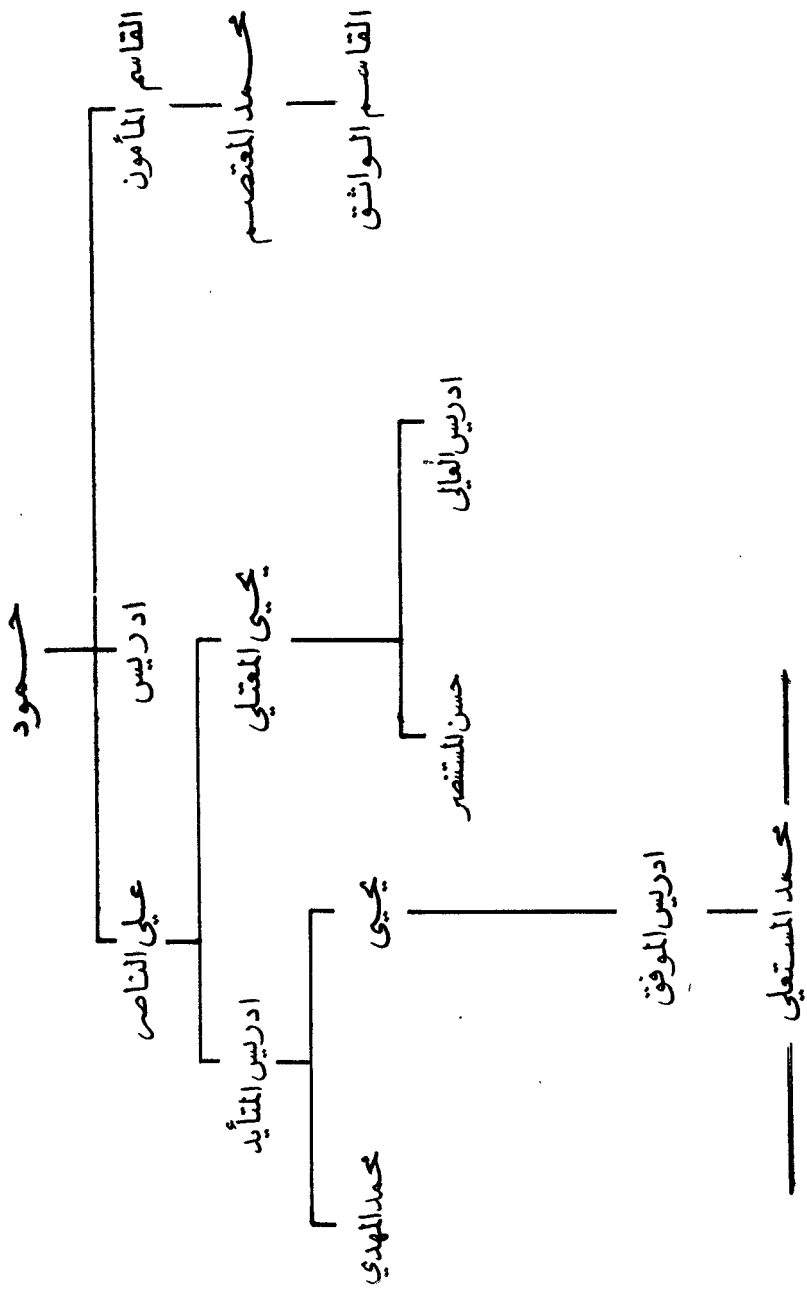 حمود
القاسم المأمون
ادريس
علي الناصر
محمد المعتصم
يحيى المعتلي
ادريس المتأيد
القاسم الواثق
يحيى
محمد المهدي
ادريس العالي
حسن المستنصر
ادريس الموفق
محمد المستعلي